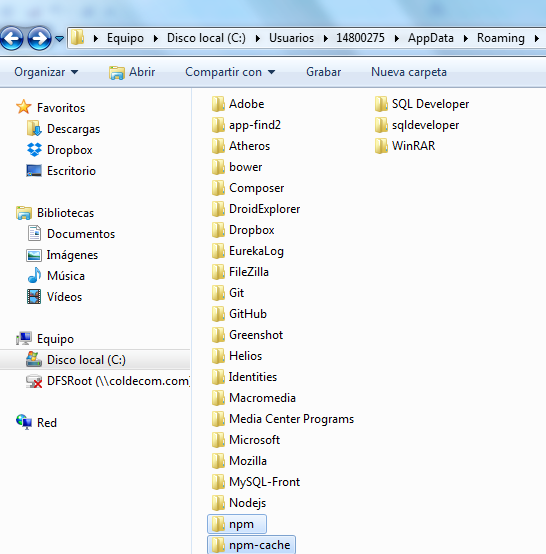 Equipo Disco local (C:) Usuarios 14800275 AppData Roaming
Organizar Abrir Compartir con Grabar Nueva carpeta
Favoritos
Descargas
Dropbox
Escritorio
Bibliotecas
Documentos
Imágenes
Música
Vídeos
Equipo
Disco local (C:)
DFSRoot (\\coldecom.com)
Red
Adobe
app-find2
Atheros
bower
Composer
DroidExplorer
Dropbox
EurekaLog
FileZilla
Git
GitHub
Greenshot
Helios
Identities
Macromedia
Media Center Programs
Microsoft
Mozilla
MySQL-Front
Nodejs
npm
npm-cache
SQL Developer
sqldeveloper
WinRAR